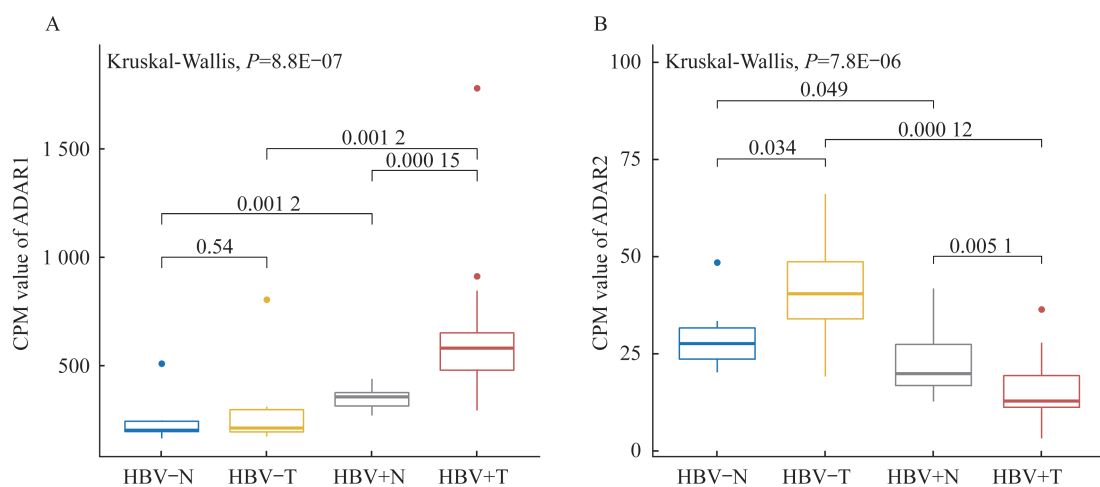 A
Kruskal-Wallis, P=8.8E−07
CPM value of ADAR1
1 500
1 000
500
0.001 2
0.000 15
0.001 2
0.54
HBV−N
HBV−T
HBV+N
HBV+T
B
Kruskal-Wallis, P=7.8E−06
CPM value of ADAR2
100
75
50
25
0
0.049
0.000 12
0.034
0.005 1
HBV−N
HBV−T
HBV+N
HBV+T